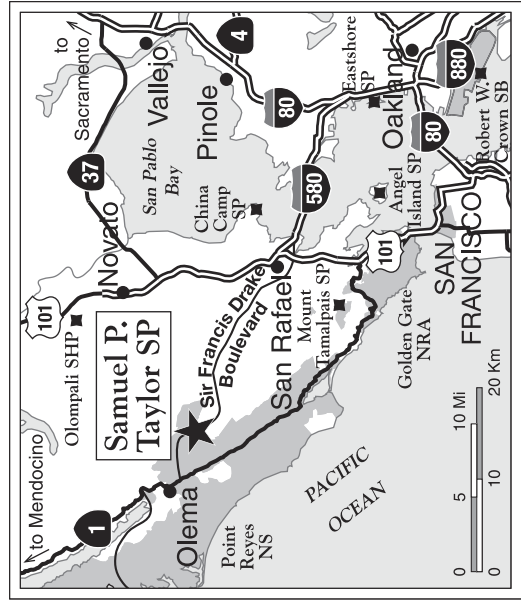 to Mendocino
1
101
Olompali SHP
Novato
37
to
Sacramento
Vallejo
4
Samuel P.
Taylor SP
San Pablo
Bay
Pinole
China
Camp
SP
80
Sir Francis Drake
Boulevard
Olema
San Rafael
580
Eastshore
SP
Point
Reyes
NS
Mount
Tamalpais SP
Angel
Island SP
Oakland
101
80
880
PACIFIC
OCEAN
Golden Gate
NRA
SAN
FRANCISCO
Robert W.
Crown SB
0 5 10 Mi
0 10 20 Km